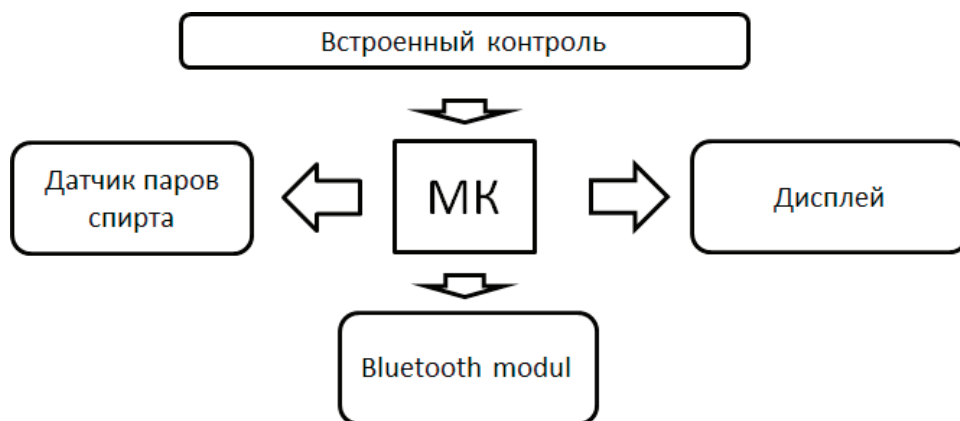 Встроенный контроль
Датчик паров
спирта
МК
Дисплей
Bluetooth modul